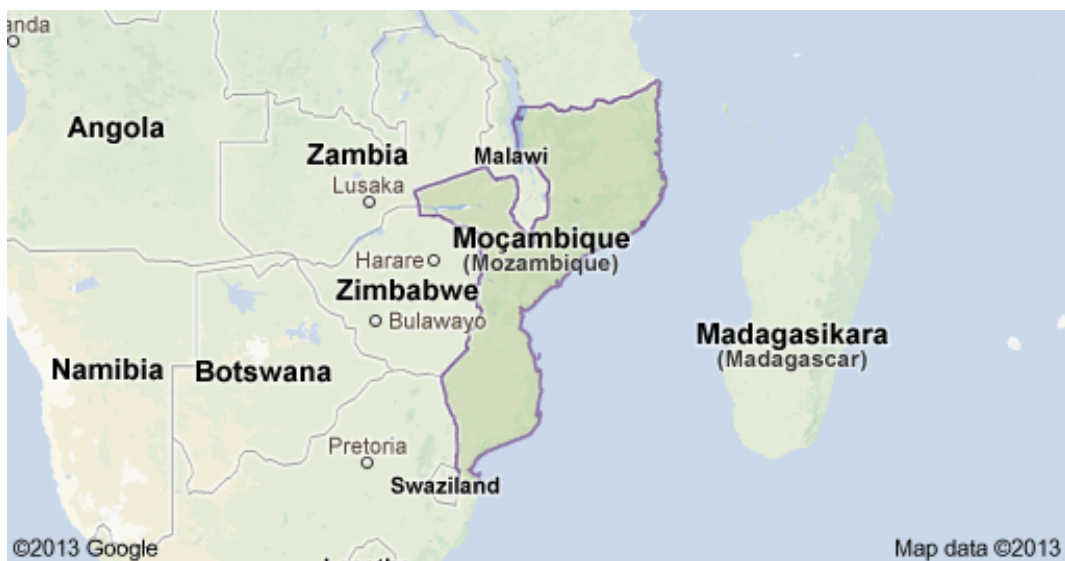 anda
Angola
Zambia
Lusaka
Malawi
Moçambique
(Mozambique)
Harare
Zimbabwe
Bulawayo
Namibia
Botswana
Madagasikara
(Madagascar)
Pretoria
Swaziland
©2013 Google
Map data ©2013